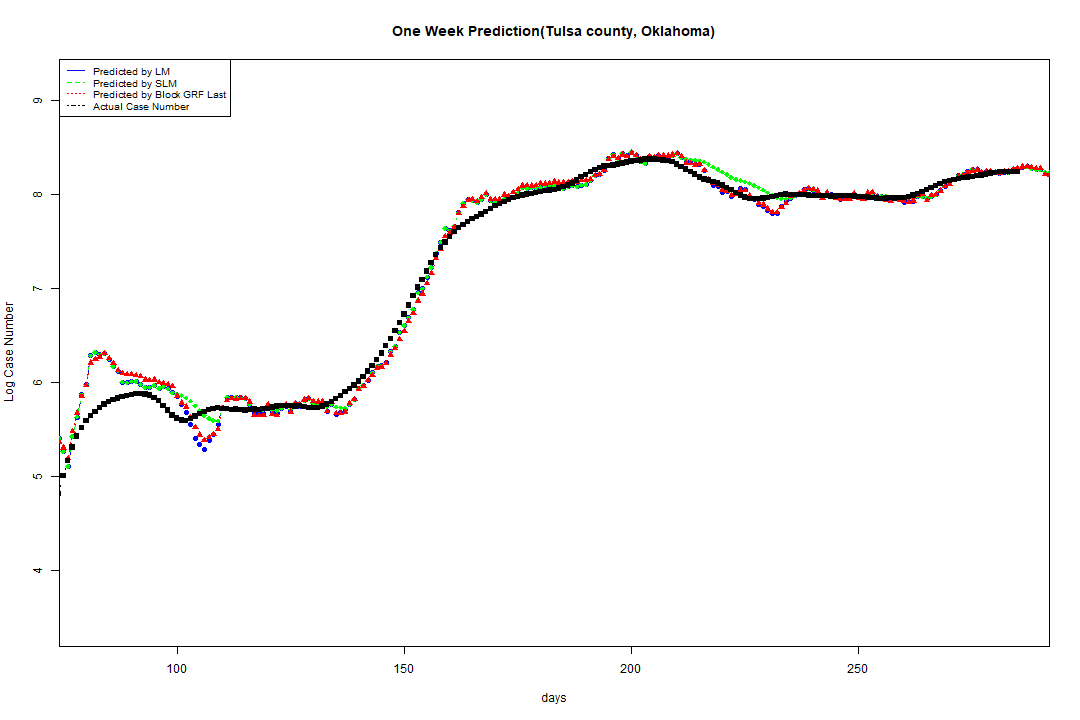 One Week Prediction(Tulsa county, Oklahoma)
Predicted by LM
Predicted by SLM
Predicted by Block GRF Last
Actual Case Number
9
8
7
6
5
4
Log Case Number
100
150
200
250
days